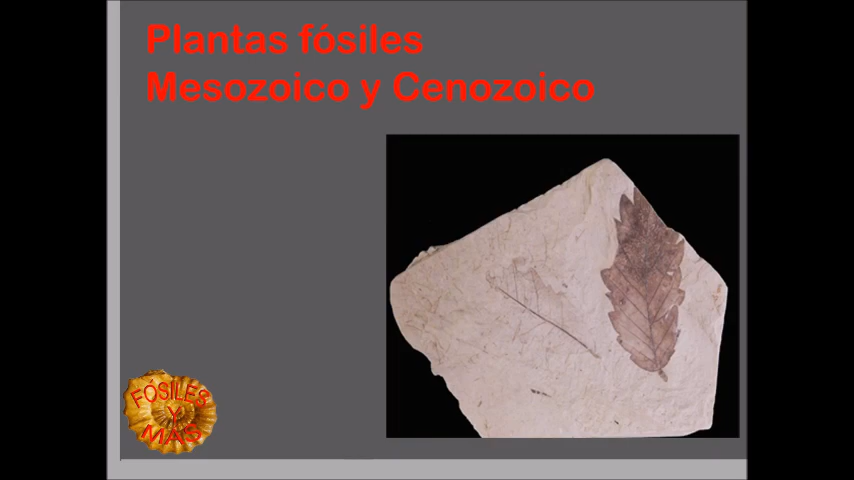 Plantas fósiles
Mesozoico y Cenozoico
FÓSILES
Y
MÁS